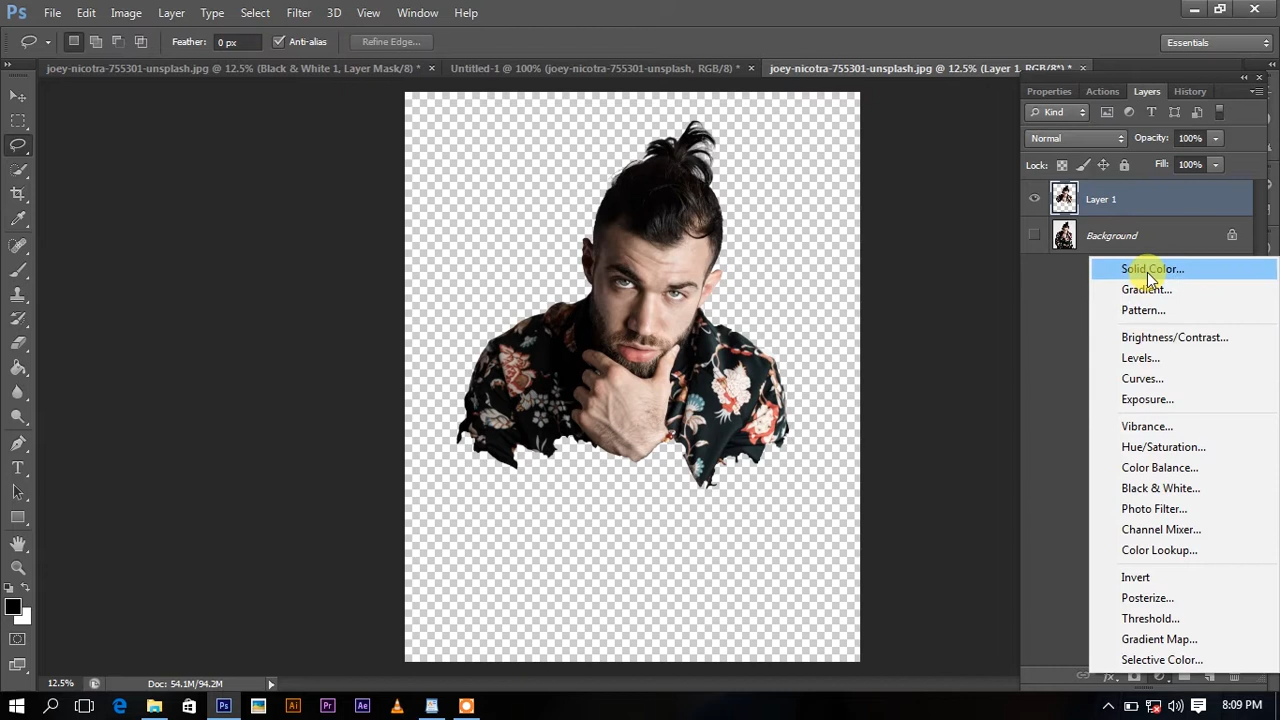 Ps File Edit Image Layer Type Select Filter 3D View Window Help
Feather: 0 px Anti-alias Refine Edge... Essentials
joey-nicotra-755301-unsplash.jpg @ 12.5% (Black & White 1, Layer Mask/8) * × Untitled-1 @ 100% (joey-nicotra-755301-unsplash, RGB/8) * × joey-nicotra-755301-unsplash.jpg @ 12.5% (Layer 1, RGB/8*) * ×
Properties Actions Layers History
Kind
Normal Opacity: 100%
Lock: Fill: 100%
Layer 1
Background
Solid Color...
Gradient...
Pattern...
Brightness/Contrast...
Levels...
Curves...
Exposure...
Vibrance...
Hue/Saturation...
Color Balance...
Black & White...
Photo Filter...
Channel Mixer...
Color Lookup...
Invert
Posterize...
Threshold...
Gradient Map...
Selective Color...
12.5% Doc: 54.1M/94.2M
Ps Ai Pr Ae 8:09 PM